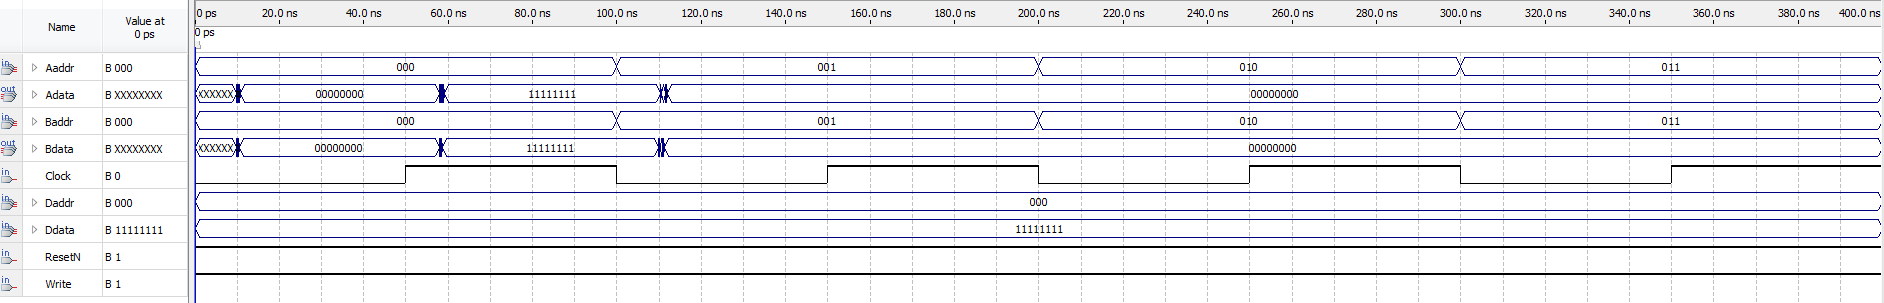 Name Value at 0 ps
0 ps 20.0 ns 40.0 ns 60.0 ns 80.0 ns 100.0 ns 120.0 ns 140.0 ns 160.0 ns 180.0 ns 200.0 ns 220.0 ns 240.0 ns 260.0 ns 280.0 ns 300.0 ns 320.0 ns 340.0 ns 360.0 ns 380.0 ns 400.0 ns
0 ps
in Aaddr B 000 000 001 010 011
out Adata B XXXXXXXX XXXXXX 00000000 11111111 00000000
in Baddr B 000 000 001 010 011
out Bdata B XXXXXXXX XXXXXX 00000000 11111111 00000000
in Clock B 0
in Daddr B 000 000
in Ddata B 11111111 11111111
in ResetN B 1
in Write B 1